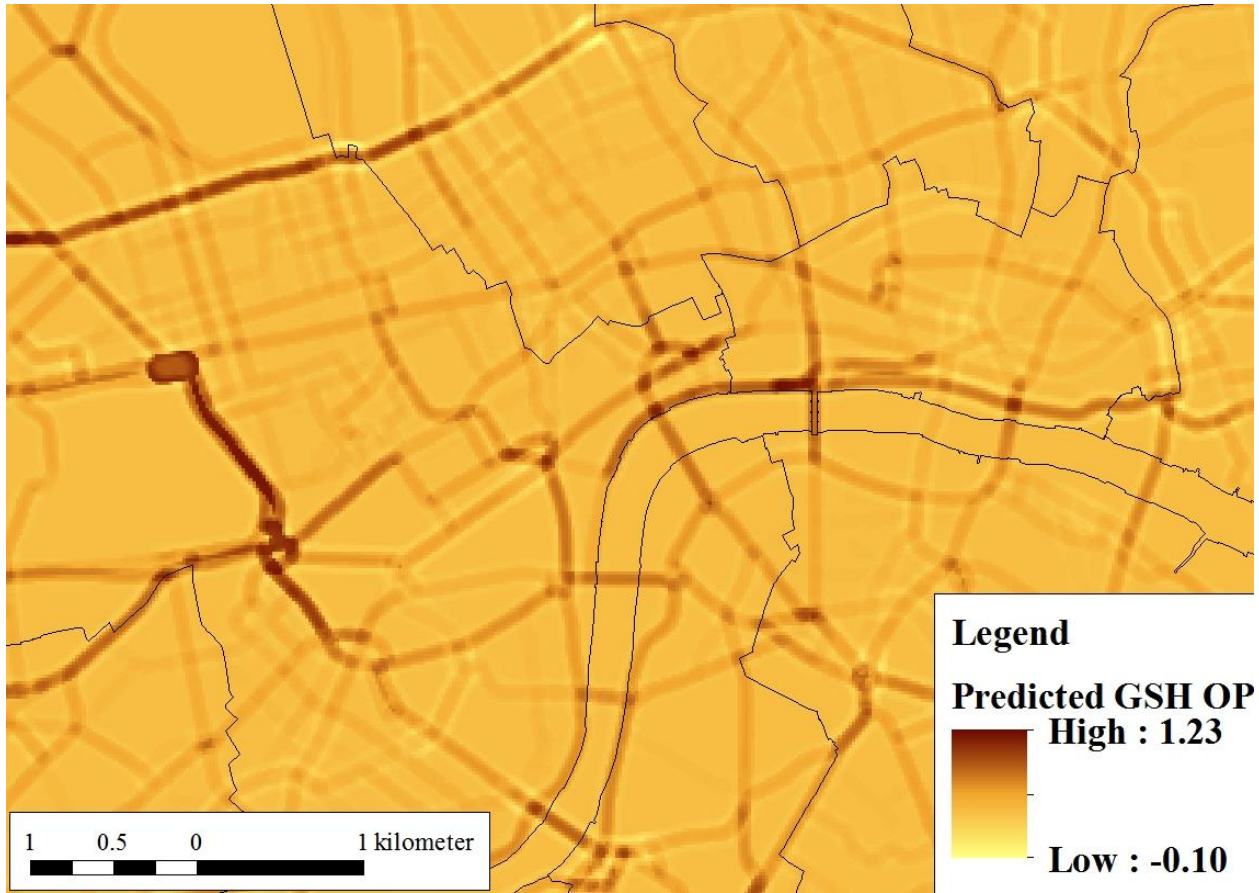 Legend
Predicted GSH OP
High : 1.23
Low : -0.10
1 0.5 0 1 kilometer